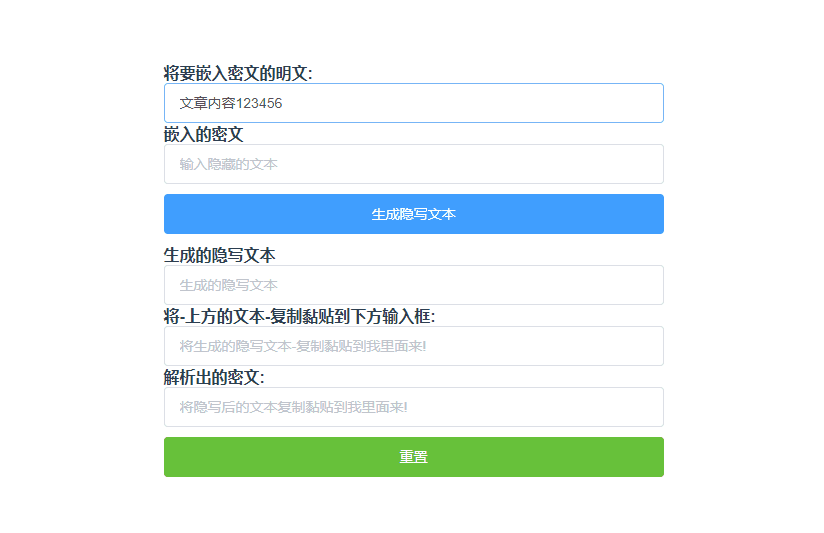 将要嵌入密文的明文:
文章内容123456
嵌入的密文
输入隐藏的文本
生成隐写文本
生成的隐写文本
生成的隐写文本
将-上方的文本-复制黏贴到下方输入框:
将生成的隐写文本-复制黏贴到我里面来!
解析出的密文:
将隐写后的文本复制黏贴到我里面来!
重置